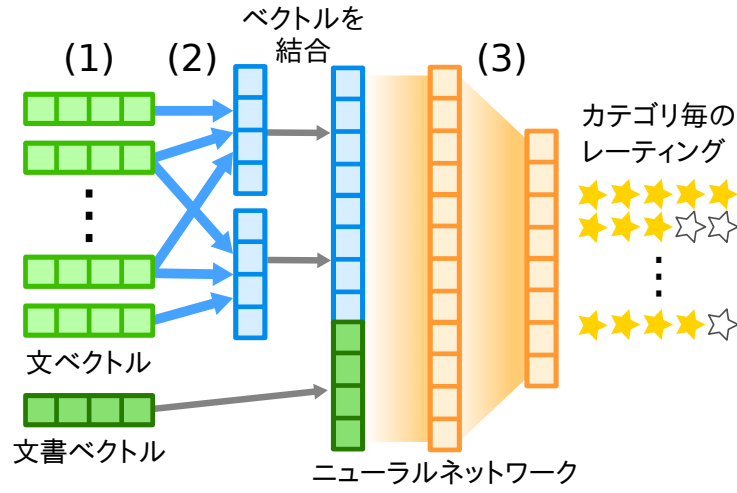 (1)
(2)
ベクトルを
結合
(3)
カテゴリ毎の
レーティング
文ベクトル
文書ベクトル
ニューラルネットワーク